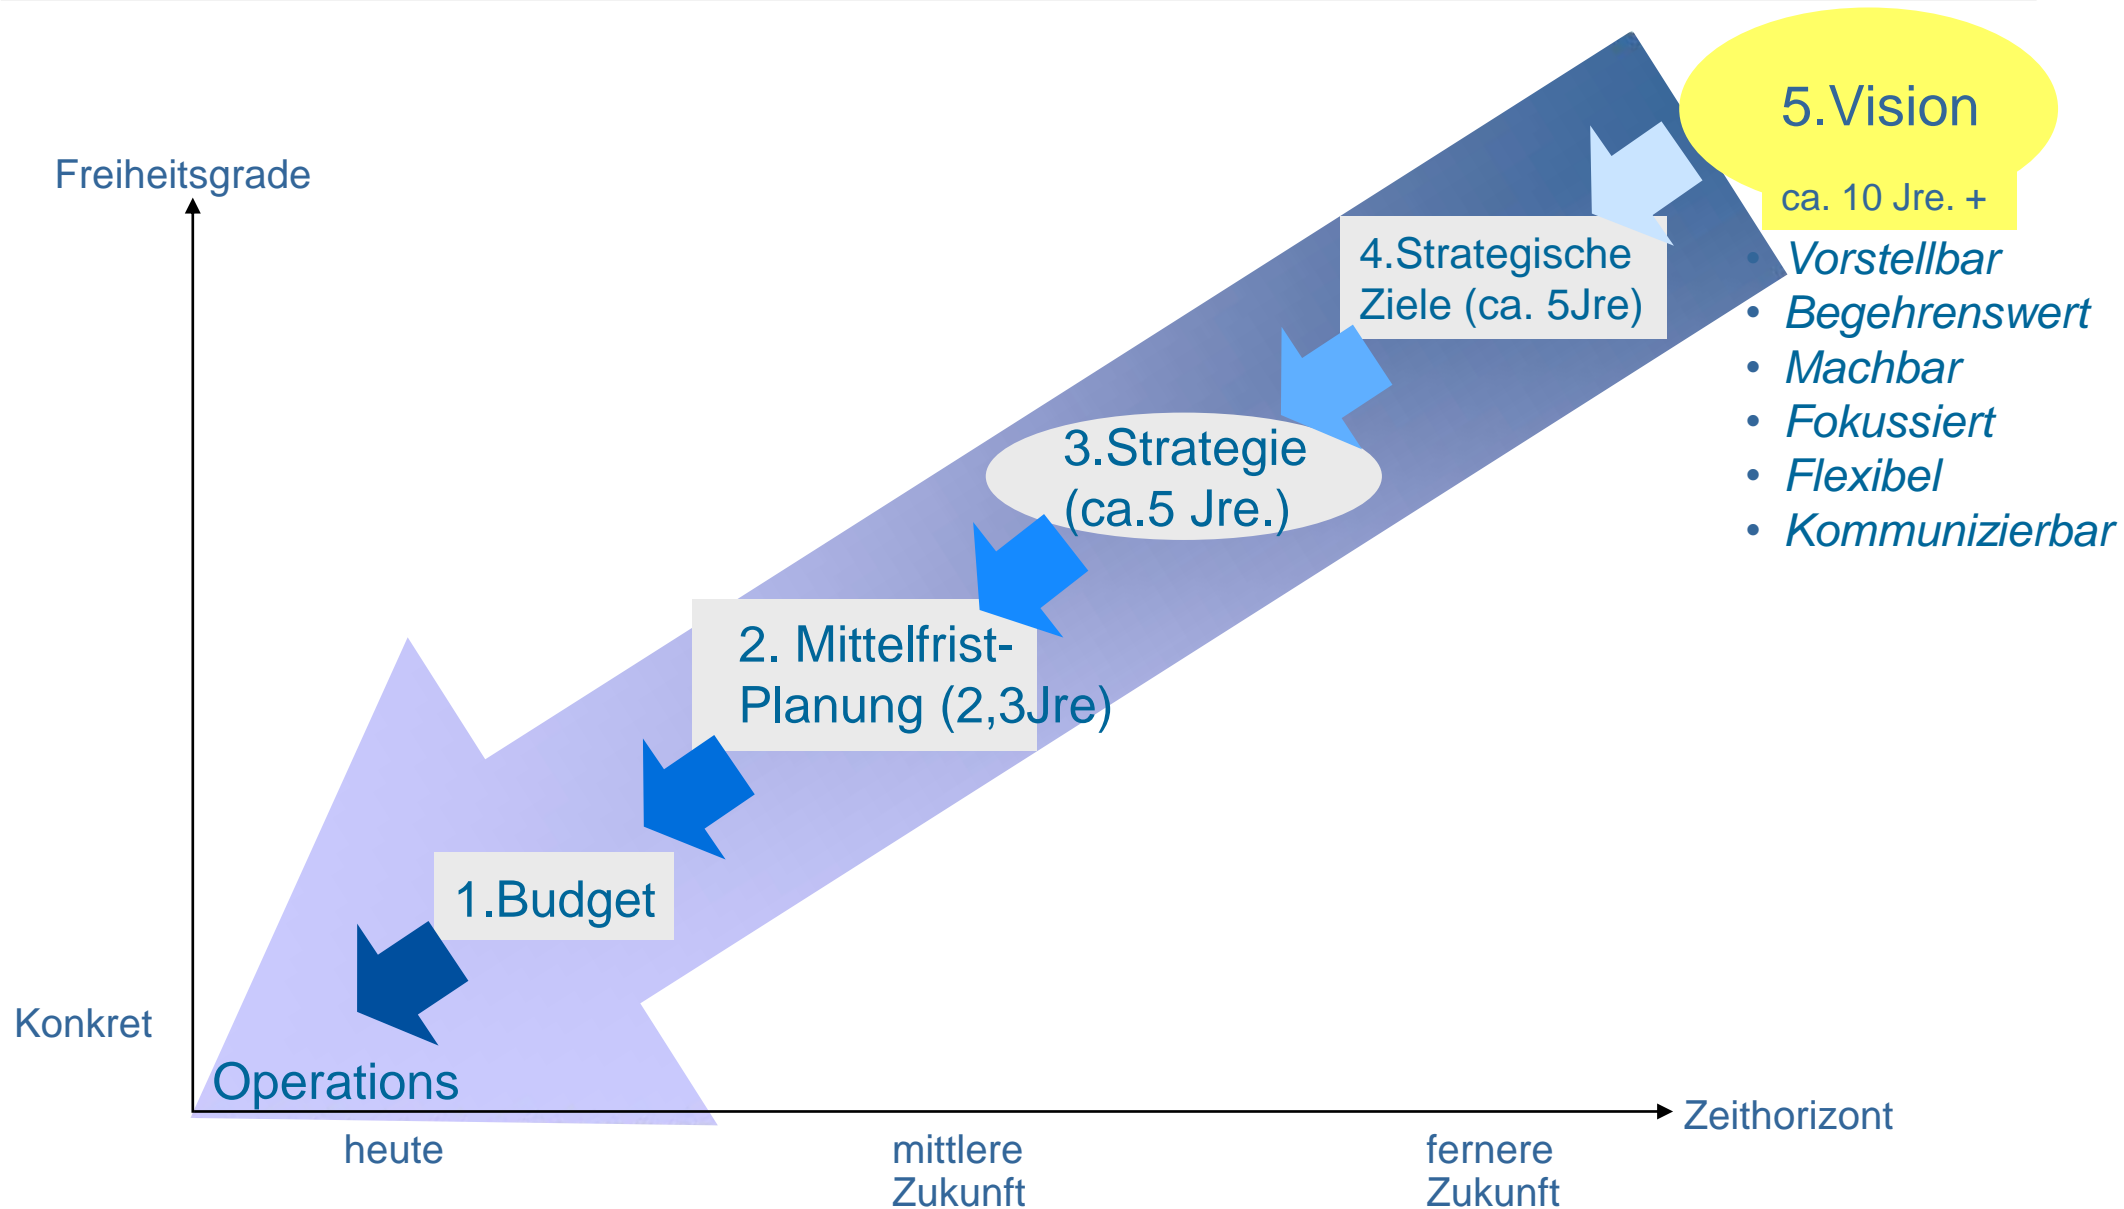 5.Vision
ca. 10 Jre. +
Freiheitsgrade
4.Strategische
Ziele (ca. 5Jre)
• Vorstellbar
• Begehrenswert
• Machbar
• Fokussiert
• Flexibel
• Kommunizierbar
3.Strategie
(ca.5 Jre.)
2. Mittelfrist-
Planung (2,3Jre)
1.Budget
Konkret
Operations
Zeithorizont
heute
mittlere
Zukunft
fernere
Zukunft